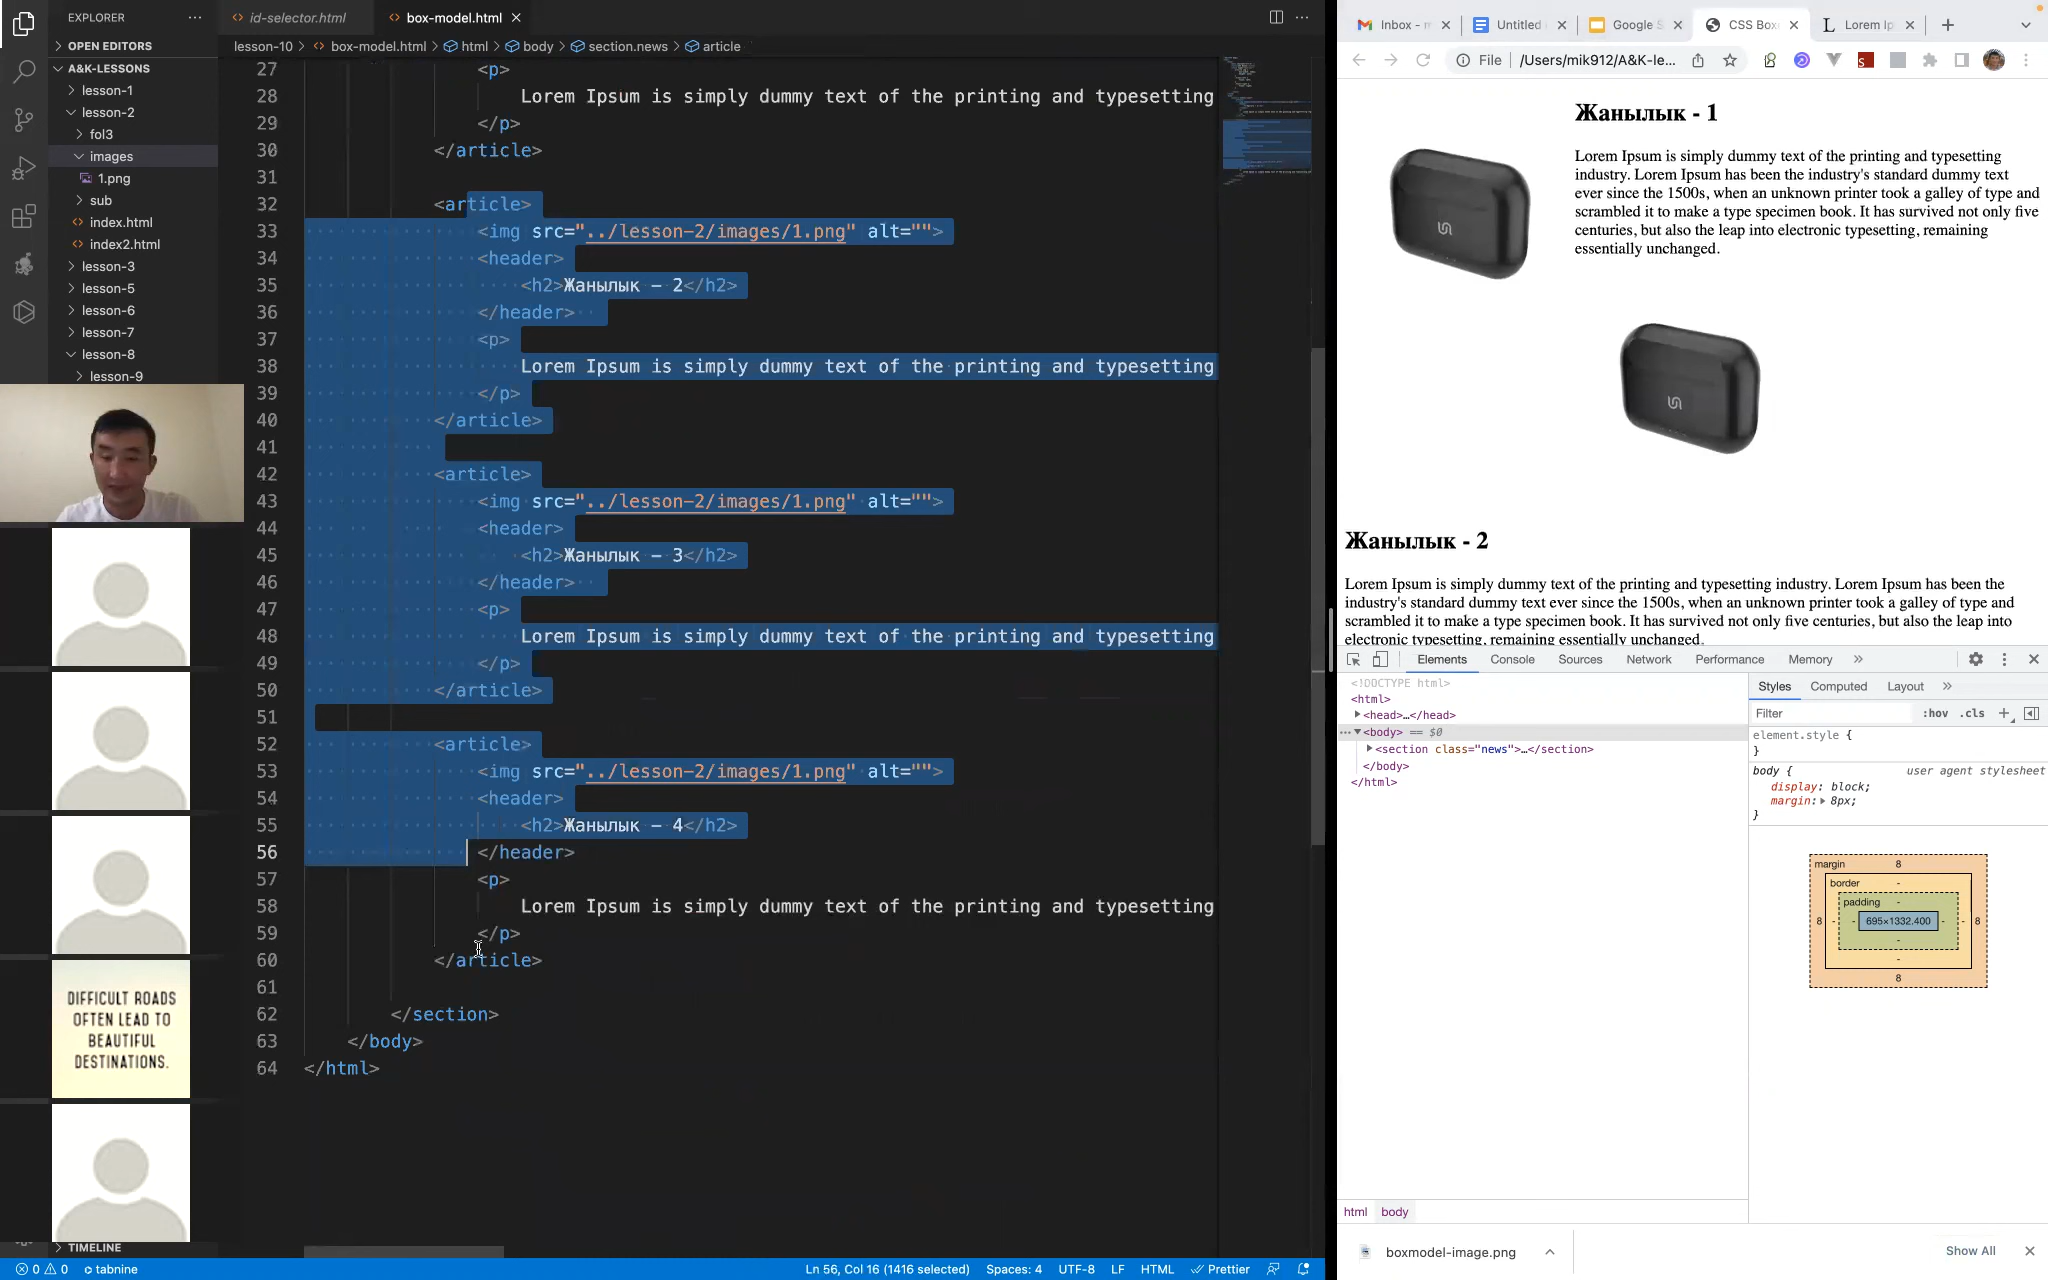 EXPLORER
OPEN EDITORS
A&K-LESSONS
lesson-1
lesson-2
fol3
images
1.png
sub
index.html
index2.html
lesson-3
lesson-5
lesson-6
lesson-7
lesson-8
lesson-9
DIFFICULT ROADS
OFTEN LEAD TO
BEAUTIFUL
DESTINATIONS.
TIMELINE
0 0 tabnine
id-selector.html box-model.html
lesson-10 > box-model.html > html > body > section.news > article
27 <p>
28 Lorem Ipsum is simply dummy text of the printing and typesetting
29 </p>
30 </article>
31
32 <article>
33 <img src="../lesson-2/images/1.png" alt="">
34 <header>
35 <h2>Жанылык - 2</h2>
36 </header>
37 <p>
38 Lorem Ipsum is simply dummy text of the printing and typesetting
39 </p>
40 </article>
41
42 <article>
43 <img src="../lesson-2/images/1.png" alt="">
44 <header>
45 <h2>Жанылык - 3</h2>
46 </header>
47 <p>
48 Lorem Ipsum is simply dummy text of the printing and typesetting
49 </p>
50 </article>
51
52 <article>
53 <img src="../lesson-2/images/1.png" alt="">
54 <header>
55 <h2>Жанылык - 4</h2>
56 </header>
57 <p>
58 Lorem Ipsum is simply dummy text of the printing and typesetting
59 </p>
60 </article>
61
62 </section>
63 </body>
64 </html>
Ln 56, Col 16 (1416 selected) Spaces: 4 UTF-8 LF HTML Prettier
Inbox - Untitled Google S CSS Box Lorem Ip
File /Users/mik912/A&K-le...
Жанылык - 1
Lorem Ipsum is simply dummy text of the printing and typesetting
industry. Lorem Ipsum has been the industry's standard dummy text
ever since the 1500s, when an unknown printer took a galley of type and
scrambled it to make a type specimen book. It has survived not only five
centuries, but also the leap into electronic typesetting, remaining
essentially unchanged.
Жанылык - 2
Lorem Ipsum is simply dummy text of the printing and typesetting industry. Lorem Ipsum has been the
industry's standard dummy text ever since the 1500s, when an unknown printer took a galley of type and
scrambled it to make a type specimen book. It has survived not only five centuries, but also the leap into
electronic typesetting, remaining essentially unchanged.
Elements Console Sources Network Performance Memory
<!DOCTYPE html>
<html>
<head>…</head>
<body> == $0
<section class="news">…</section>
</body>
</html>
html body
Styles Computed Layout
Filter :hov .cls
element.style {
}
body { user agent stylesheet
display: block;
margin: 8px;
}
margin 8
border -
padding -
8 - - 695×1332.400 - - 8
-
-
8
boxmodel-image.png
Show All